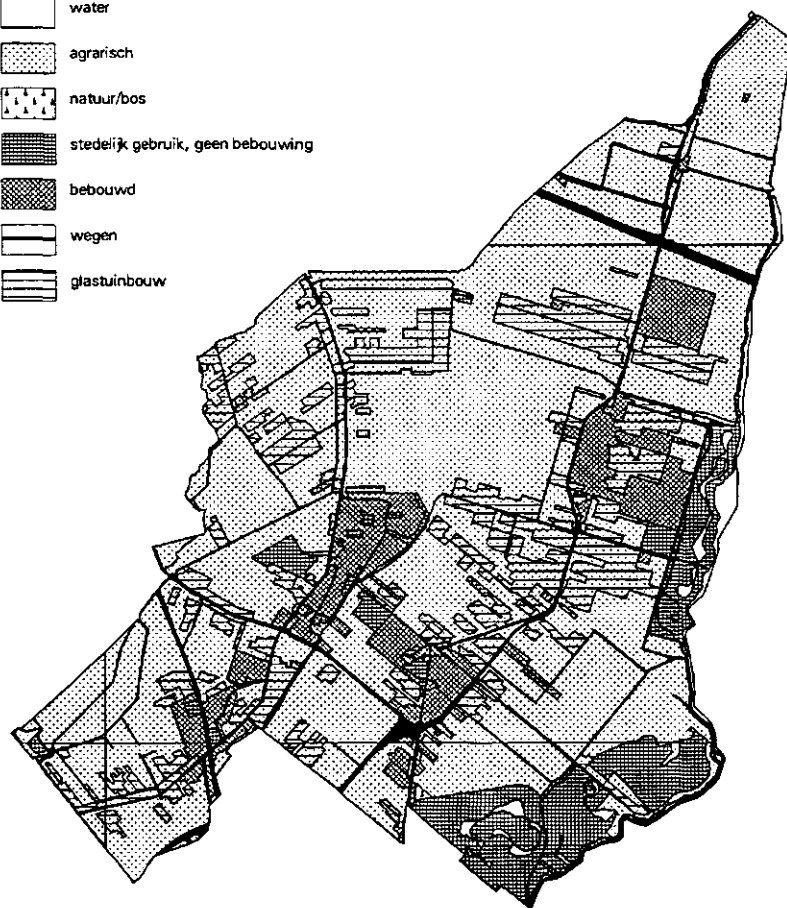 water
agrarisch
natuur/bos
stedelijk gebruik, geen bebouwing
bebouwd
wegen
glastuinbouw